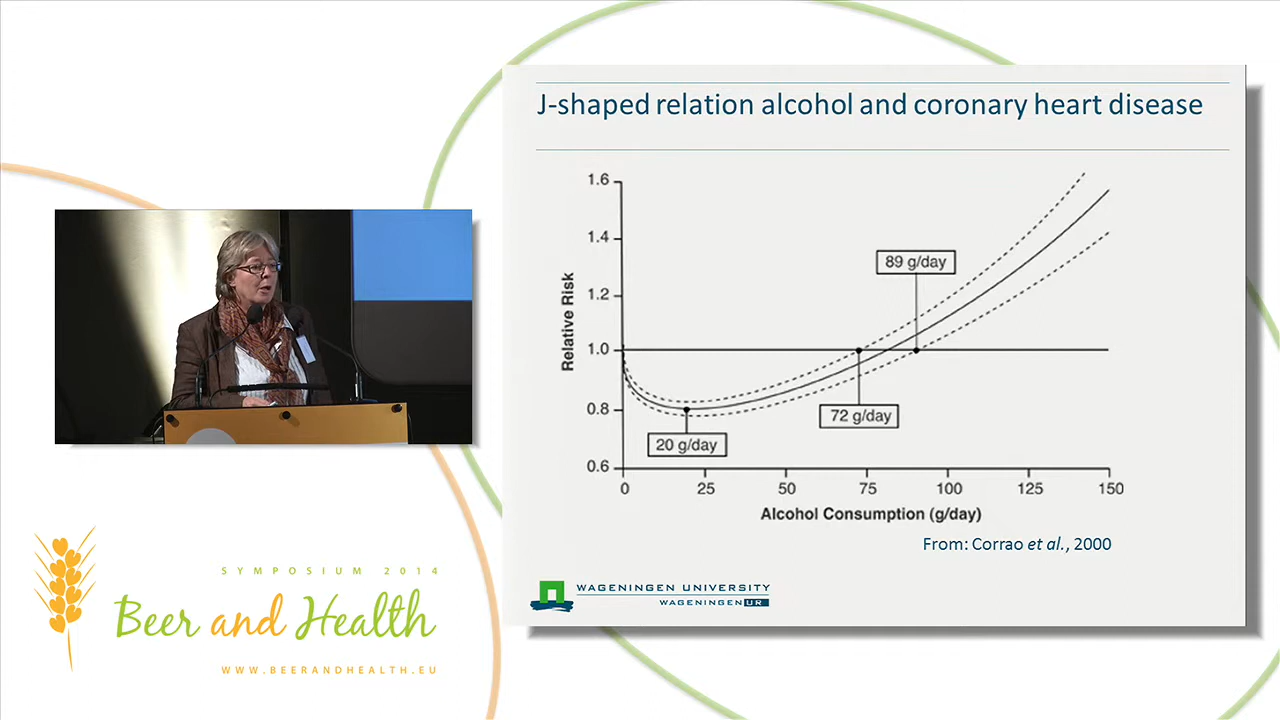 J-shaped relation alcohol and coronary heart disease
1.6
1.4
1.2
1.0
0.8
0.6
Relative Risk
89 g/day
72 g/day
20 g/day
0
25
50
75
100
125
150
Alcohol Consumption (g/day)
From: Corrao et al., 2000
WAGENINGEN UNIVERSITY
WAGENINGEN UR
SYMPOSIUM 2014
Beer and Health
WWW.BEERANDHEALTH.EU